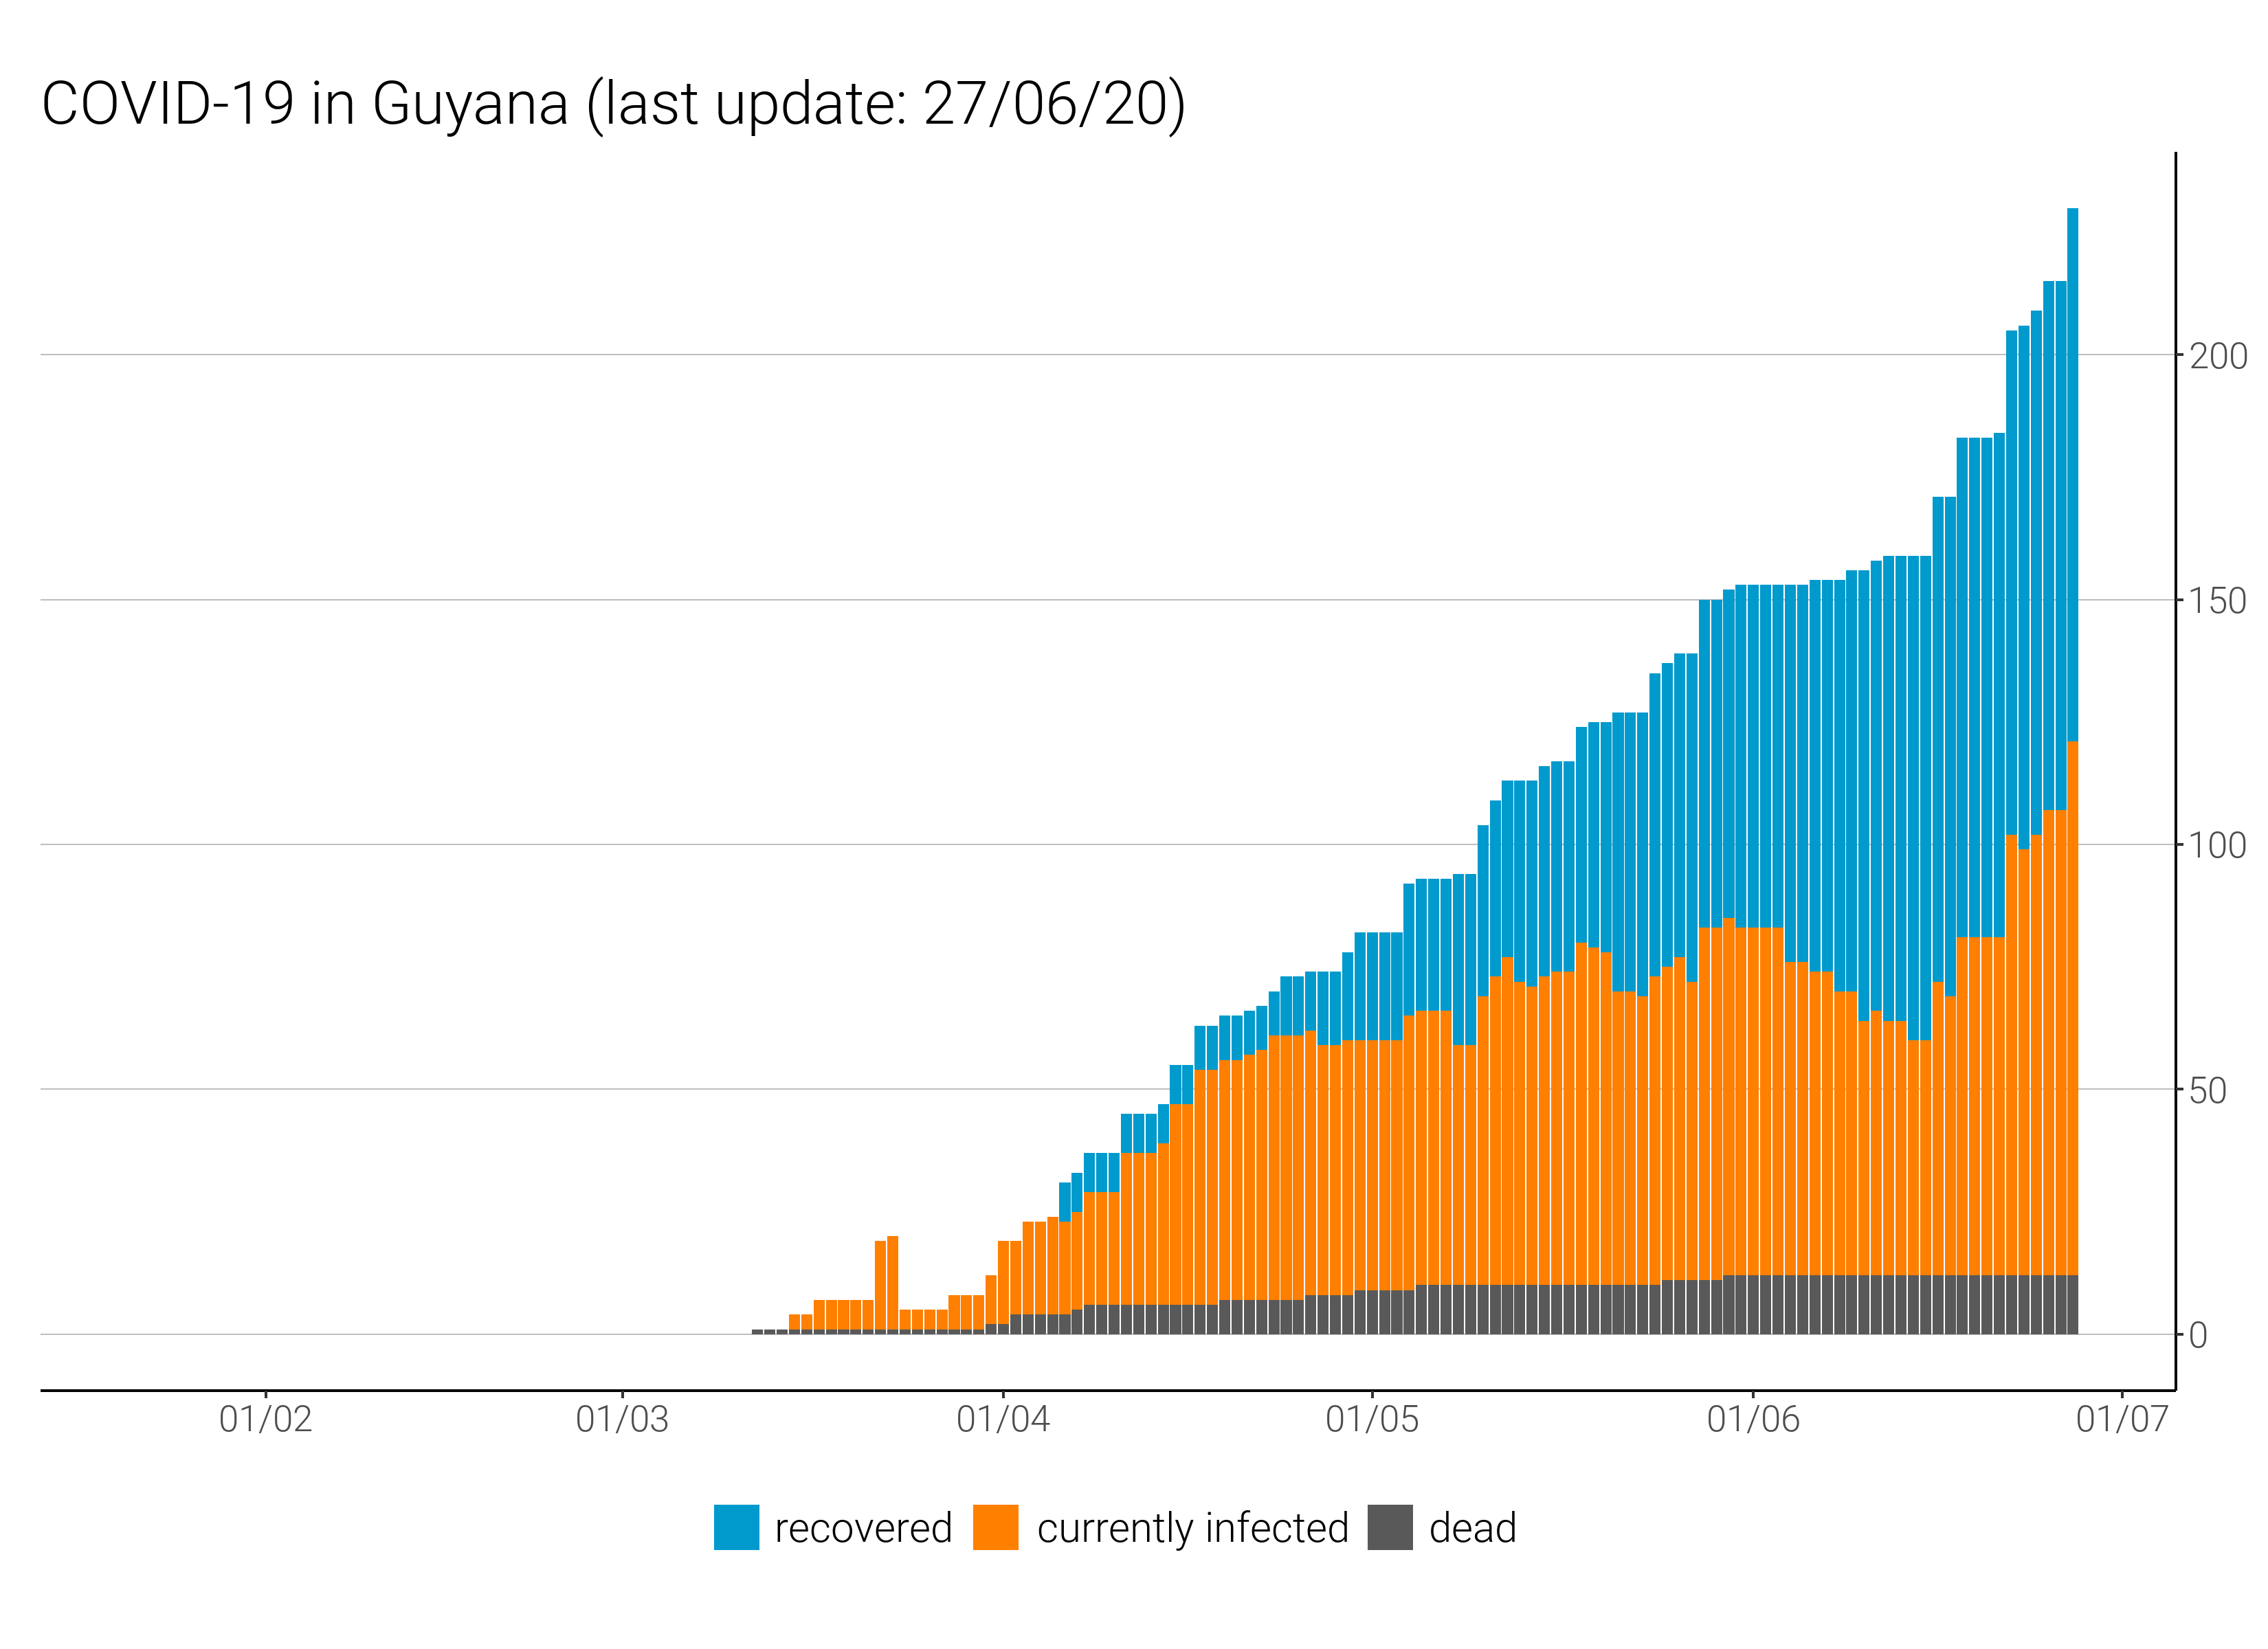 COVID-19 in Guyana (last update: 27/06/20)
200
150
100
50
0
01/02 01/03 01/04 01/05 01/06 01/07
recovered currently infected dead